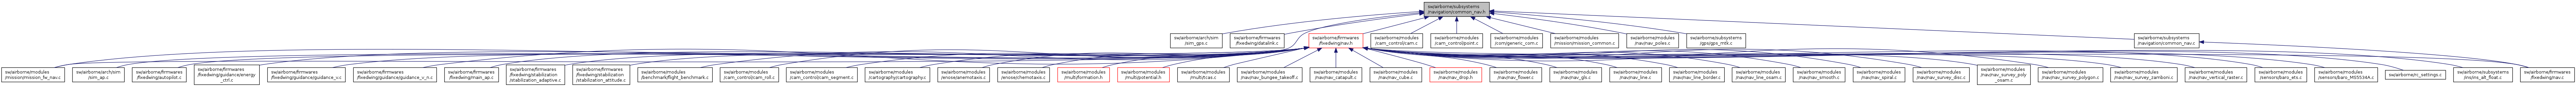 sw/airborne/subsystems
/navigation/common_nav.h
sw/airborne/arch/sim
/sim_gps.c
sw/airborne/firmwares
/fixedwing/datalink.c
sw/airborne/firmwares
/fixedwing/nav.h
sw/airborne/modules
/cam_control/cam.c
sw/airborne/modules
/cam_control/point.c
sw/airborne/modules
/com/generic_com.c
sw/airborne/modules
/mission/mission_common.c
sw/airborne/modules
/nav/nav_poles.c
sw/airborne/subsystems
/gps/gps_mtk.c
sw/airborne/subsystems
/navigation/common_nav.c
sw/airborne/modules
/mission/mission_fw_nav.c
sw/airborne/arch/sim
/sim_ap.c
sw/airborne/firmwares
/fixedwing/autopilot.c
sw/airborne/firmwares
/fixedwing/guidance/energy
_ctrl.c
sw/airborne/firmwares
/fixedwing/guidance/guidance_v.c
sw/airborne/firmwares
/fixedwing/guidance/guidance_v_n.c
sw/airborne/firmwares
/fixedwing/main_ap.c
sw/airborne/firmwares
/fixedwing/stabilization
/stabilization_adaptive.c
sw/airborne/firmwares
/fixedwing/stabilization
/stabilization_attitude.c
sw/airborne/modules
/benchmark/flight_benchmark.c
sw/airborne/modules
/cam_control/cam_roll.c
sw/airborne/modules
/cam_control/cam_segment.c
sw/airborne/modules
/cartography/cartography.c
sw/airborne/modules
/enose/anemotaxis.c
sw/airborne/modules
/enose/chemotaxis.c
sw/airborne/modules
/multi/formation.h
sw/airborne/modules
/multi/potential.h
sw/airborne/modules
/multi/tcas.c
sw/airborne/modules
/nav/nav_bungee_takeoff.c
sw/airborne/modules
/nav/nav_catapult.c
sw/airborne/modules
/nav/nav_cube.c
sw/airborne/modules
/nav/nav_drop.h
sw/airborne/modules
/nav/nav_flower.c
sw/airborne/modules
/nav/nav_gls.c
sw/airborne/modules
/nav/nav_line.c
sw/airborne/modules
/nav/nav_line_border.c
sw/airborne/modules
/nav/nav_line_osam.c
sw/airborne/modules
/nav/nav_smooth.c
sw/airborne/modules
/nav/nav_spiral.c
sw/airborne/modules
/nav/nav_survey_disc.c
sw/airborne/modules
/nav/nav_survey_poly
_osam.c
sw/airborne/modules
/nav/nav_survey_polygon.c
sw/airborne/modules
/nav/nav_survey_zamboni.c
sw/airborne/modules
/nav/nav_vertical_raster.c
sw/airborne/modules
/sensors/baro_ets.c
sw/airborne/modules
/sensors/baro_MS5534A.c
sw/airborne/rc_settings.c
sw/airborne/subsystems
/ins/ins_alt_float.c
sw/airborne/firmwares
/fixedwing/nav.c